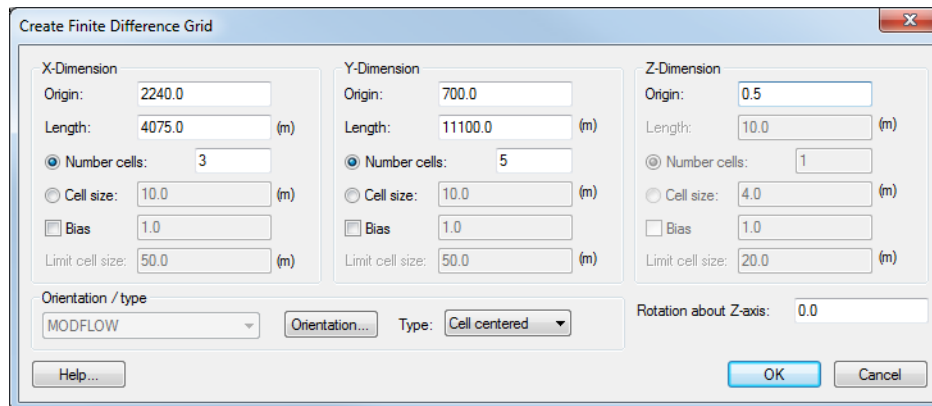 Create Finite Difference Grid
X-Dimension
Origin: 2240.0
Length: 4075.0 (m)
Number cells: 3
Cell size: 10.0 (m)
Bias 1.0
Limit cell size: 50.0 (m)
Y-Dimension
Origin: 700.0
Length: 11100.0 (m)
Number cells: 5
Cell size: 10.0 (m)
Bias 1.0
Limit cell size: 50.0 (m)
Z-Dimension
Origin: 0.5
Length: 10.0 (m)
Number cells: 1
Cell size: 4.0 (m)
Bias 1.0
Limit cell size: 20.0 (m)
Orientation / type
MODFLOW Orientation... Type: Cell centered
Rotation about Z-axis: 0.0
Help... OK Cancel